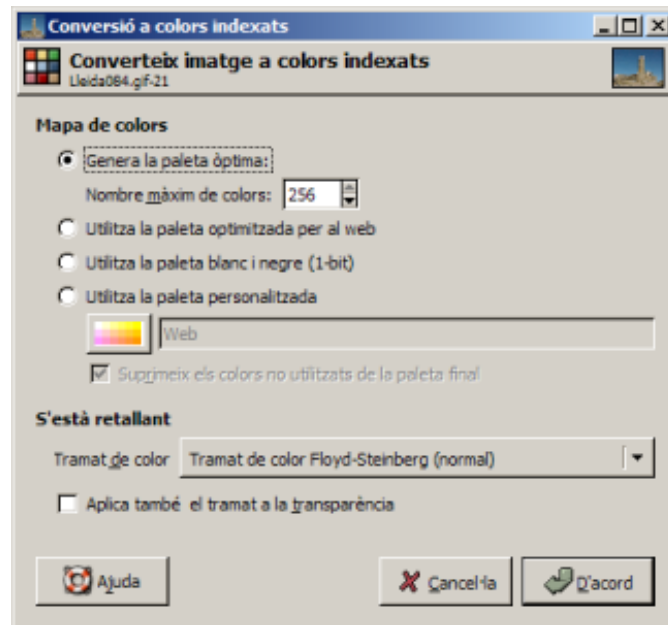 Conversió a colors indexats
Converteix imatge a colors indexats
Lleida084.gif-21
Mapa de colors
Genera la paleta òptima:
Nombre màxim de colors: 256
Utilitza la paleta optimitzada per al web
Utilitza la paleta blanc i negre (1-bit)
Utilitza la paleta personalitzada
Web
Suprimeix els colors no utilitzats de la paleta final
S'està retallant
Tramat de color Tramat de color Floyd-Steinberg (normal)
Aplica també el tramat a la transparència
Ajuda Cancel·la D'acord